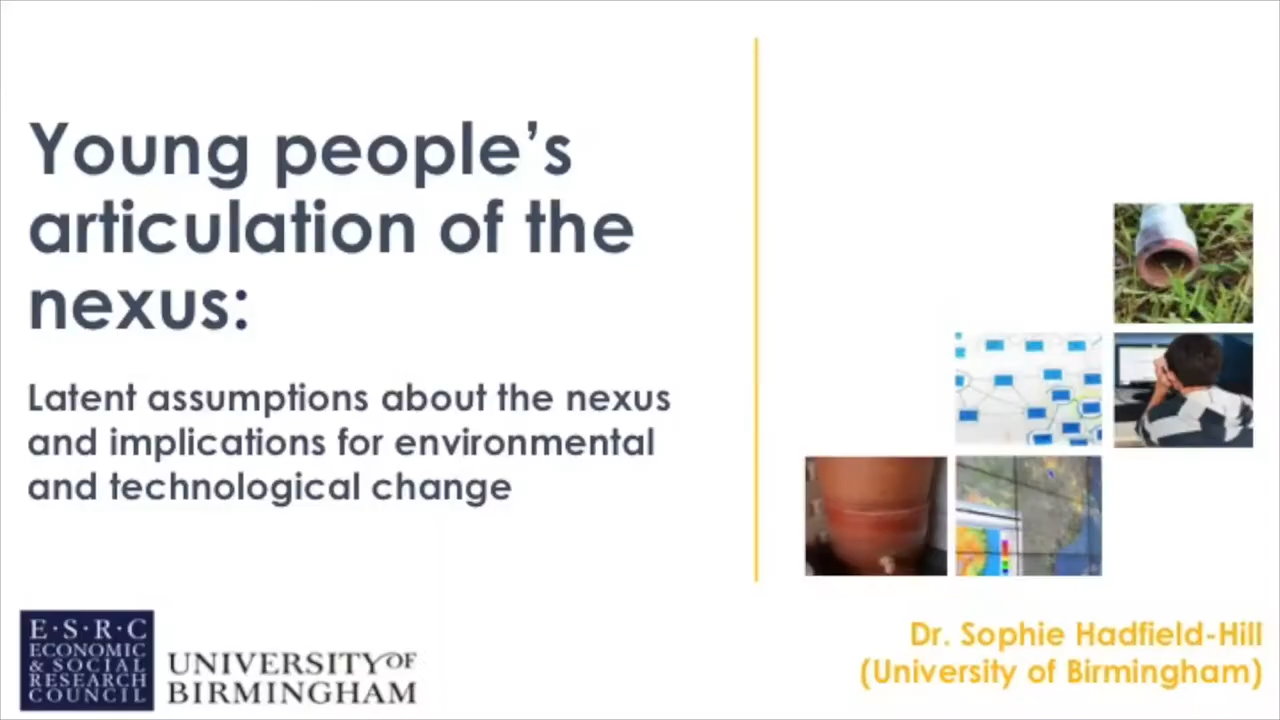 Young people's
articulation of the
nexus:
Latent assumptions about the nexus
and implications for environmental
and technological change
E·S·R·C
ECONOMIC
& SOCIAL
RESEARCH
COUNCIL
UNIVERSITY OF
BIRMINGHAM
Dr. Sophie Hadfield-Hill
(University of Birmingham)